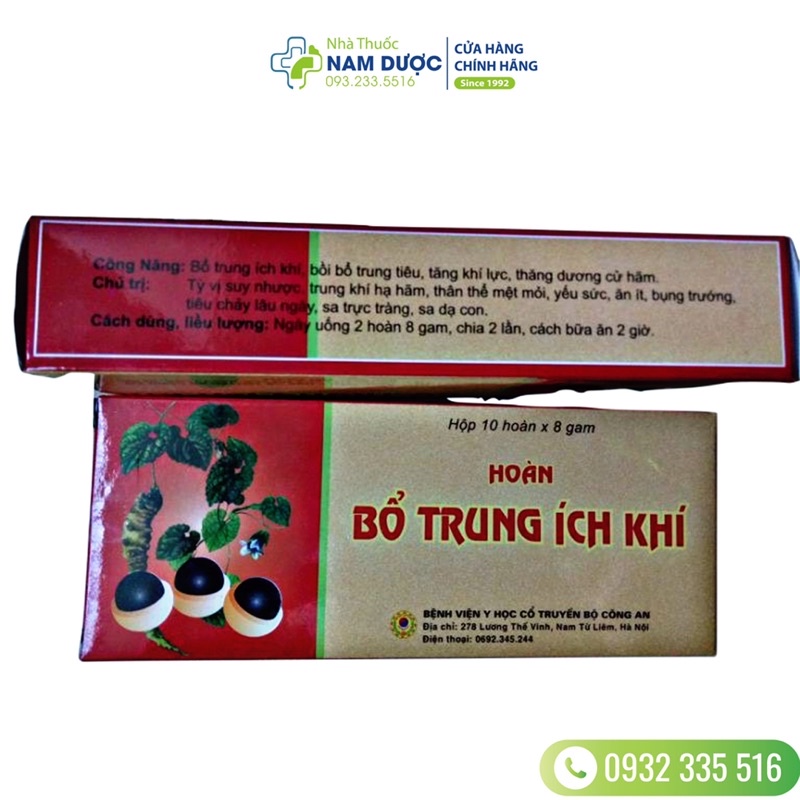 Nhà Thuốc
NAM DƯỢC
093.233.5516
CỬA HÀNG
CHÍNH HÃNG
Since 1992
Công Năng: Bổ trung ích khí, bồi bổ trung tiêu, tăng khí lực, thăng dương cử hãm.
Chủ trị: Tỳ vị suy nhược, trung khí hạ hãm, thân thể mệt mỏi, yếu sức, ăn ít, bụng trướng,
tiêu chảy lâu ngày, sa trực tràng, sa dạ con.
Cách dùng, liều lượng: Ngày uống 2 hoàn 8 gam, chia 2 lần, cách bữa ăn 2 giờ.
Hộp 10 hoàn x 8 gam
HOÀN
BỔ TRUNG ÍCH KHÍ
BỆNH VIỆN Y HỌC CỔ TRUYỀN BỘ CÔNG AN
Địa chỉ: 278 Lương Thế Vinh, Nam Từ Liêm, Hà Nội
Điện thoại: 0692.345.244
0932 335 516